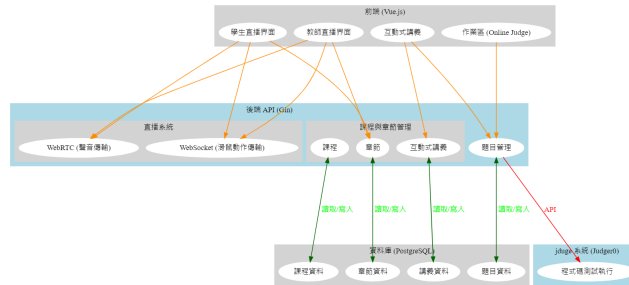 前端 (Vue.js)
學生直播界面
教師直播界面
互動式講義
作業區 (Online Judge)
後端 API (Gin)
直播系統
課程與章節管理
WebRTC (聲音傳輸)
WebSocket (滑鼠動作傳輸)
課程
章節
互動式講義
題目管理
讀取/寫入
讀取/寫入
讀取/寫入
讀取/寫入
API
資料庫 (PostgreSQL)
jduge 系統 (Judger0)
課程資料
章節資料
講義資料
題目資料
程式碼測試執行